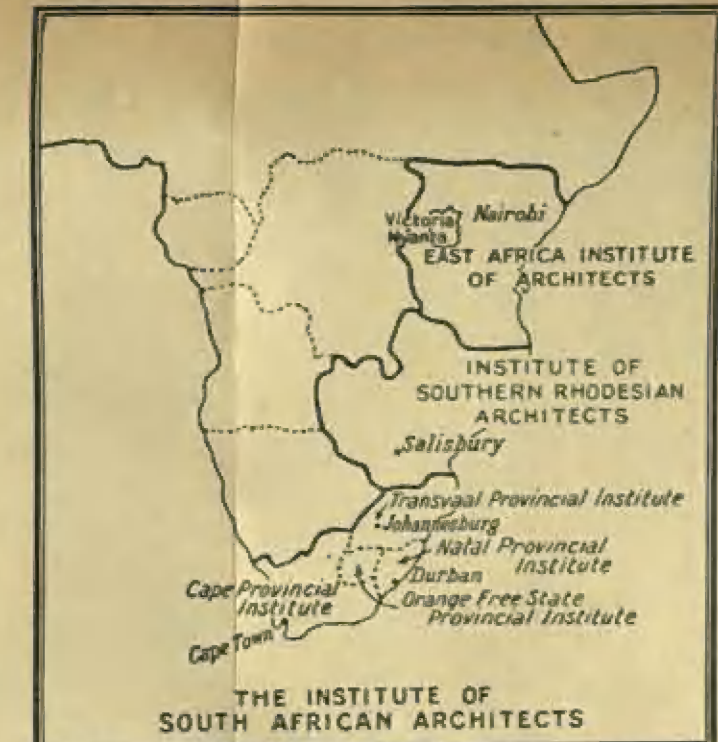 Victoria
Nyanza
Nairobi
EAST AFRICA INSTITUTE
OF ARCHITECTS
INSTITUTE OF
SOUTHERN RHODESIAN
ARCHITECTS
Salisbury
Transvaal Provincial Institute
Johannesburg
Natal Provincial
Institute
Durban
Orange Free State
Provincial Institute
Cape Provincial
Institute
Cape Town
THE INSTITUTE OF
SOUTH AFRICAN ARCHITECTS